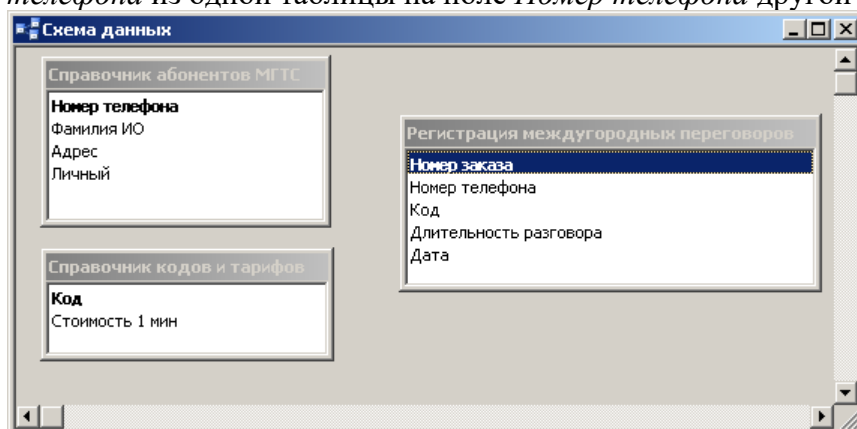 телефона из одной таблицы на поле Номер телефона другой
Схема данных
Справочник абонентов МГТС
Номер телефона
Фамилия ИО
Адрес
Личный
Регистрация междугородных переговоров
Номер заказа
Номер телефона
Код
Длительность разговора
Дата
Справочник кодов и тарифов
Код
Стоимость 1 мин